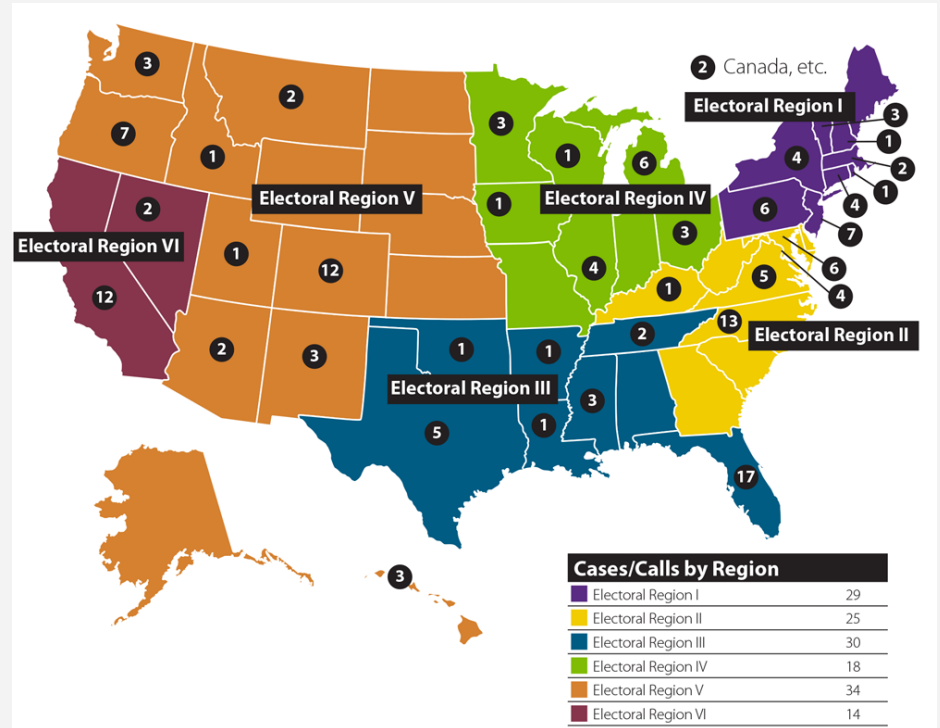 2 Canada, etc.
Electoral Region I
3
2
3
3
7
1
4
1
1
6
2
1
1
4
1
Electoral Region V
Electoral Region IV
2
6
7
Electoral Region VI
3
1
12
4
5
6
12
1
4
13
Electoral Region II
2
3
1
1
2
Electoral Region III
3
5
1
17
3
Cases/Calls by Region
Electoral Region I 29
Electoral Region II 25
Electoral Region III 30
Electoral Region IV 18
Electoral Region V 34
Electoral Region VI 14